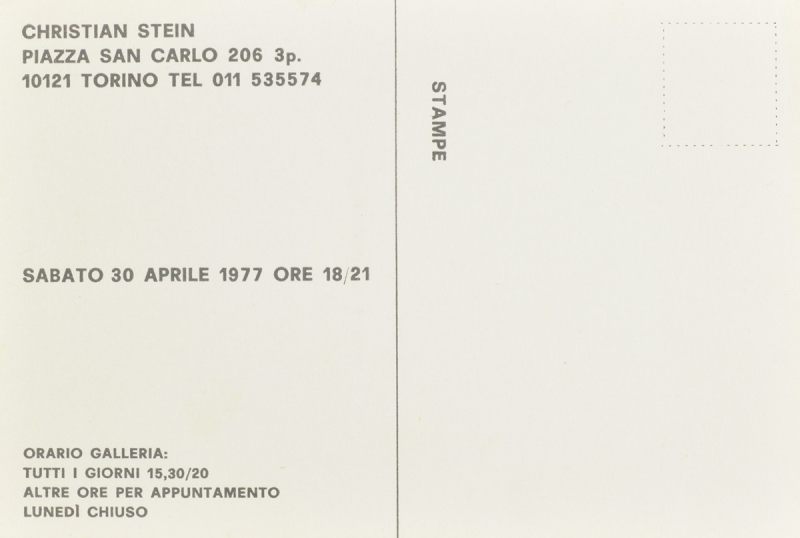 CHRISTIAN STEIN
PIAZZA SAN CARLO 206 3p.
10121 TORINO TEL 011 535574
SABATO 30 APRILE 1977 ORE 18/21
ORARIO GALLERIA:
TUTTI I GIORNI 15,30/20
ALTRE ORE PER APPUNTAMENTO
LUNEDÌ CHIUSO
STAMPE